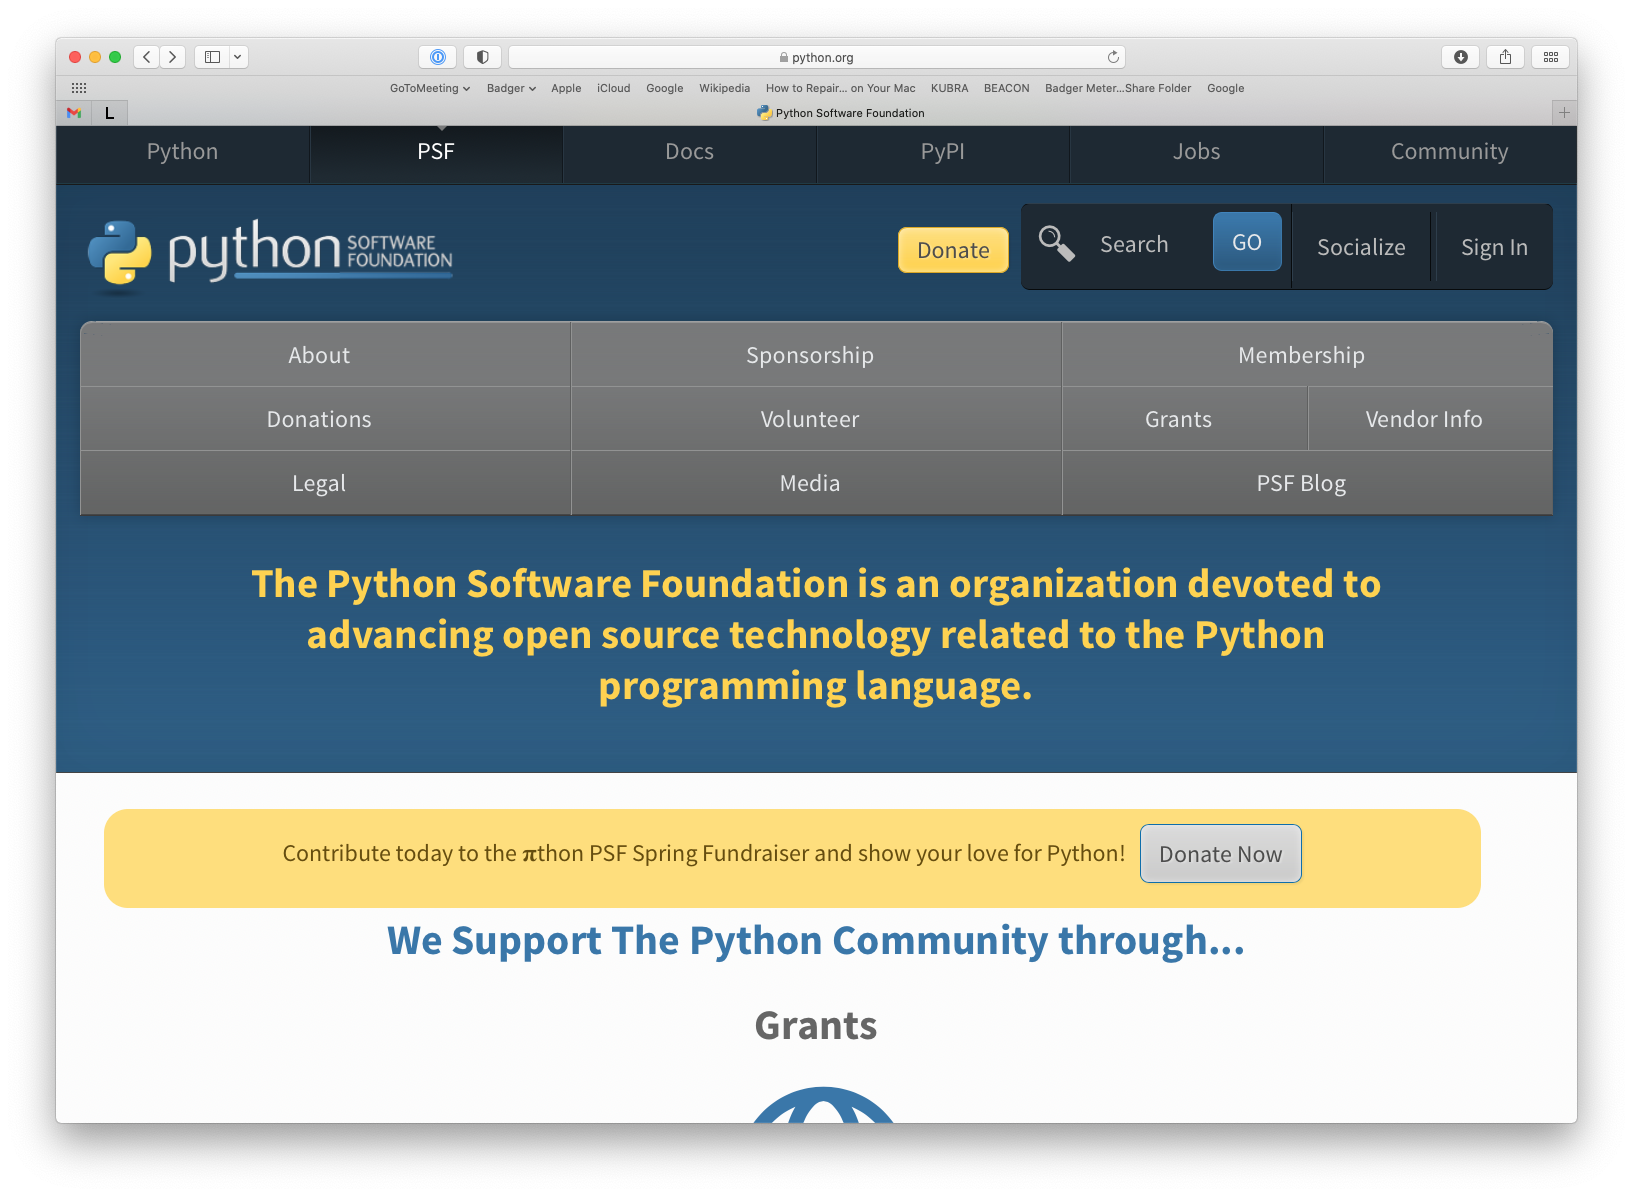 python.org
GoToMeeting Badger Apple iCloud Google Wikipedia How to Repair... on Your Mac KUBRA BEACON Badger Meter...Share Folder Google
L Python Software Foundation
Python PSF Docs PyPI Jobs Community
python SOFTWARE FOUNDATION
Donate Search GO Socialize Sign In
About Sponsorship Membership
Donations Volunteer Grants Vendor Info
Legal Media PSF Blog
The Python Software Foundation is an organization devoted to
advancing open source technology related to the Python
programming language.
Contribute today to the πthon PSF Spring Fundraiser and show your love for Python! Donate Now
We Support The Python Community through...
Grants